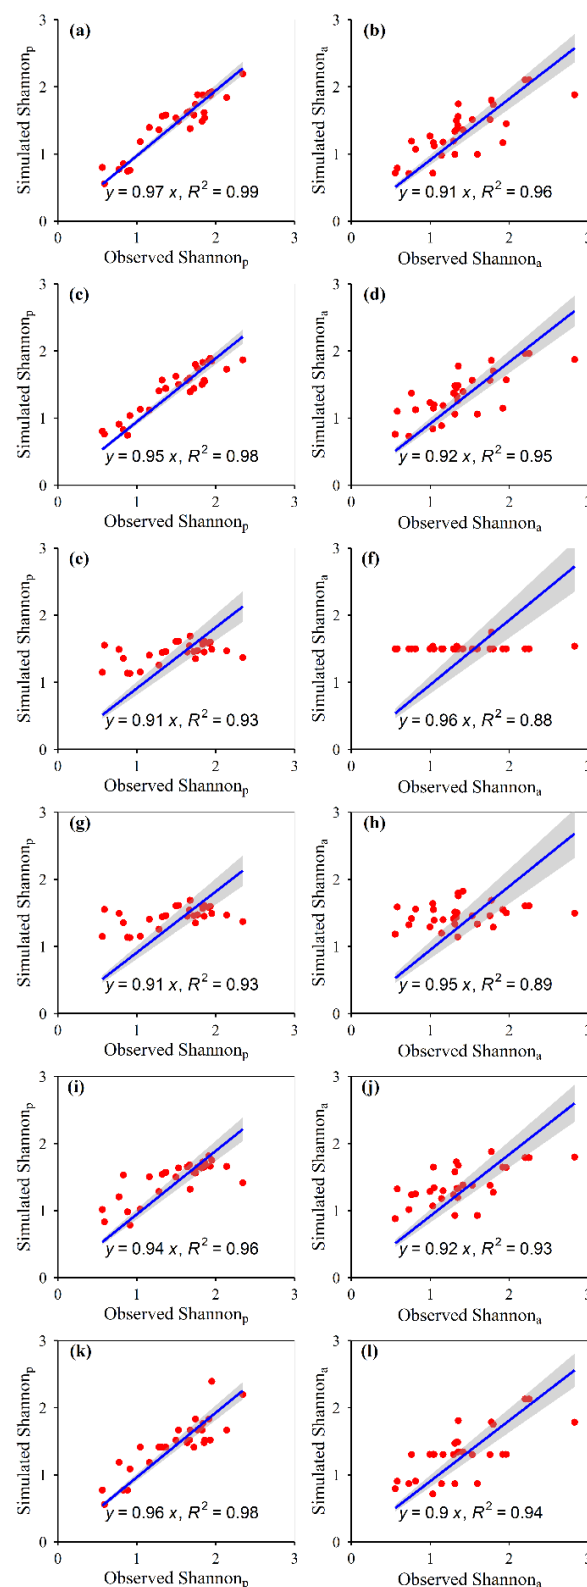 (a)
Simulated Shannonp
3
2
1
0
y = 0.97 x, R2 = 0.99
0 1 2 3
Observed Shannonp
(b)
Simulated Shannona
3
2
1
0
y = 0.91 x, R2 = 0.96
0 1 2 3
Observed Shannona
(c)
Simulated Shannonp
3
2
1
0
y = 0.95 x, R2 = 0.98
0 1 2 3
Observed Shannonp
(d)
Simulated Shannona
3
2
1
0
y = 0.92 x, R2 = 0.95
0 1 2 3
Observed Shannona
(e)
Simulated Shannonp
3
2
1
0
y = 0.91 x, R2 = 0.93
0 1 2 3
Observed Shannonp
(f)
Simulated Shannona
3
2
1
0
y = 0.96 x, R2 = 0.88
0 1 2 3
Observed Shannona
(g)
Simulated Shannonp
3
2
1
0
y = 0.91 x, R2 = 0.93
0 1 2 3
Observed Shannonp
(h)
Simulated Shannona
3
2
1
0
y = 0.95 x, R2 = 0.89
0 1 2 3
Observed Shannona
(i)
Simulated Shannonp
3
2
1
0
y = 0.94 x, R2 = 0.96
0 1 2 3
Observed Shannonp
(j)
Simulated Shannona
3
2
1
0
y = 0.92 x, R2 = 0.93
0 1 2 3
Observed Shannona
(k)
Simulated Shannonp
3
2
1
0
y = 0.96 x, R2 = 0.98
0 1 2 3
Observed Shannonp
(l)
Simulated Shannona
3
2
1
0
y = 0.9 x, R2 = 0.94
0 1 2 3
Observed Shannona